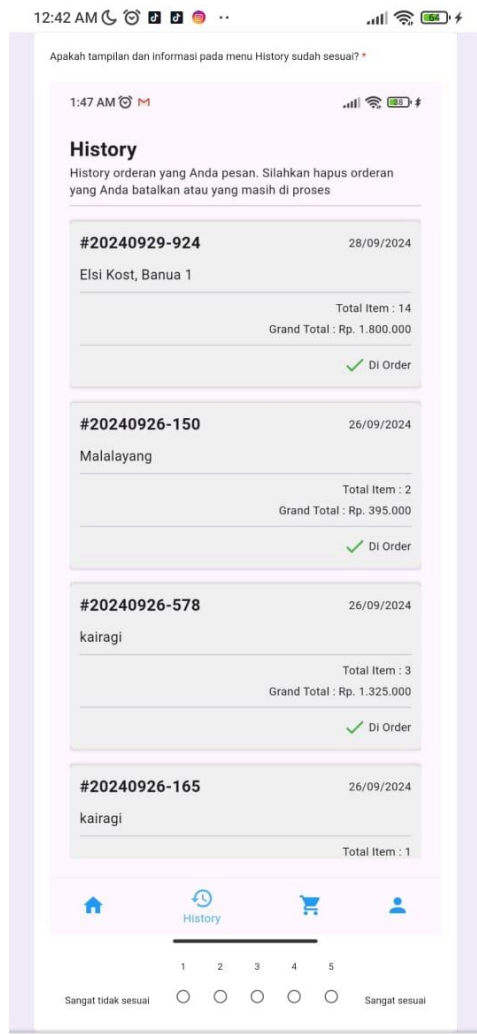 12:42 AM
64
Apakah tampilan dan informasi pada menu History sudah sesuai? *
1:47 AM
88
History
History orderan yang Anda pesan. Silahkan hapus orderan
yang Anda batalkan atau yang masih di proses
#20240929-924 28/09/2024
Elsi Kost, Banua 1
Total Item : 14
Grand Total : Rp. 1.800.000
Di Order
#20240926-150 26/09/2024
Malalayang
Total Item : 2
Grand Total : Rp. 395.000
Di Order
#20240926-578 26/09/2024
kairagi
Total Item : 3
Grand Total : Rp. 1.325.000
Di Order
#20240926-165 26/09/2024
kairagi
Total Item : 1
History
1 2 3 4 5
Sangat tidak sesuai Sangat sesuai